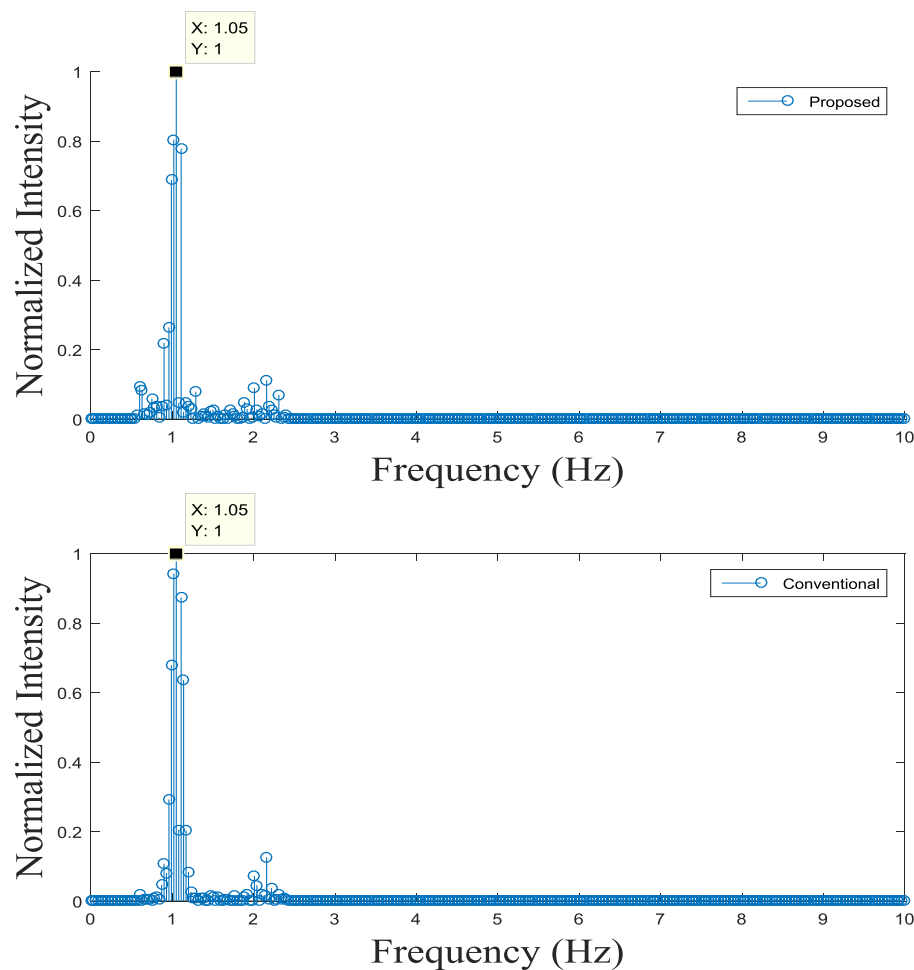 X: 1.05
Y: 1
Normalized Intensity
1
0.8
0.6
0.4
0.2
0
Proposed
0 1 2 3 4 5 6 7 8 9 10
Frequency (Hz)
X: 1.05
Y: 1
Normalized Intensity
1
0.8
0.6
0.4
0.2
0
Conventional
0 1 2 3 4 5 6 7 8 9 10
Frequency (Hz)